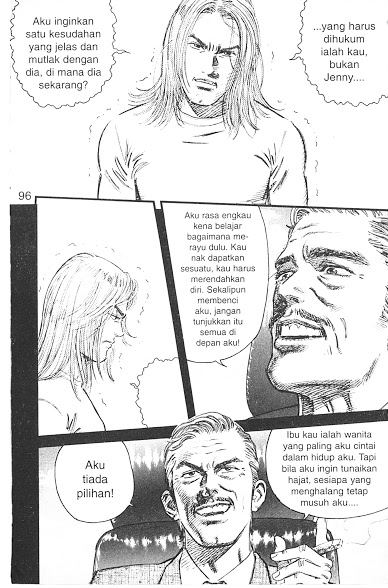 Aku inginkan
satu kesudahan
yang jelas dan
mutlak dengan
dia, di mana dia
sekarang?
...yang harus
dihukum
ialah kau,
bukan
Jenny....
96
Aku rasa engkau
kena belajar
bagaimana me-
rayu dulu. Kau
nak dapatkan
sesuatu, kau harus
merendahkan
diri. Sekalipun
membenci
aku, jangan
tunjukkan itu
semua di
depan aku!
Aku
tiada
pilihan!
Ibu kau ialah wanita
yang paling aku cintai
dalam hidup aku. Tapi
bila aku ingin tunaikan
hajat, sesiapa yang
menghalang tetap
musuh aku....